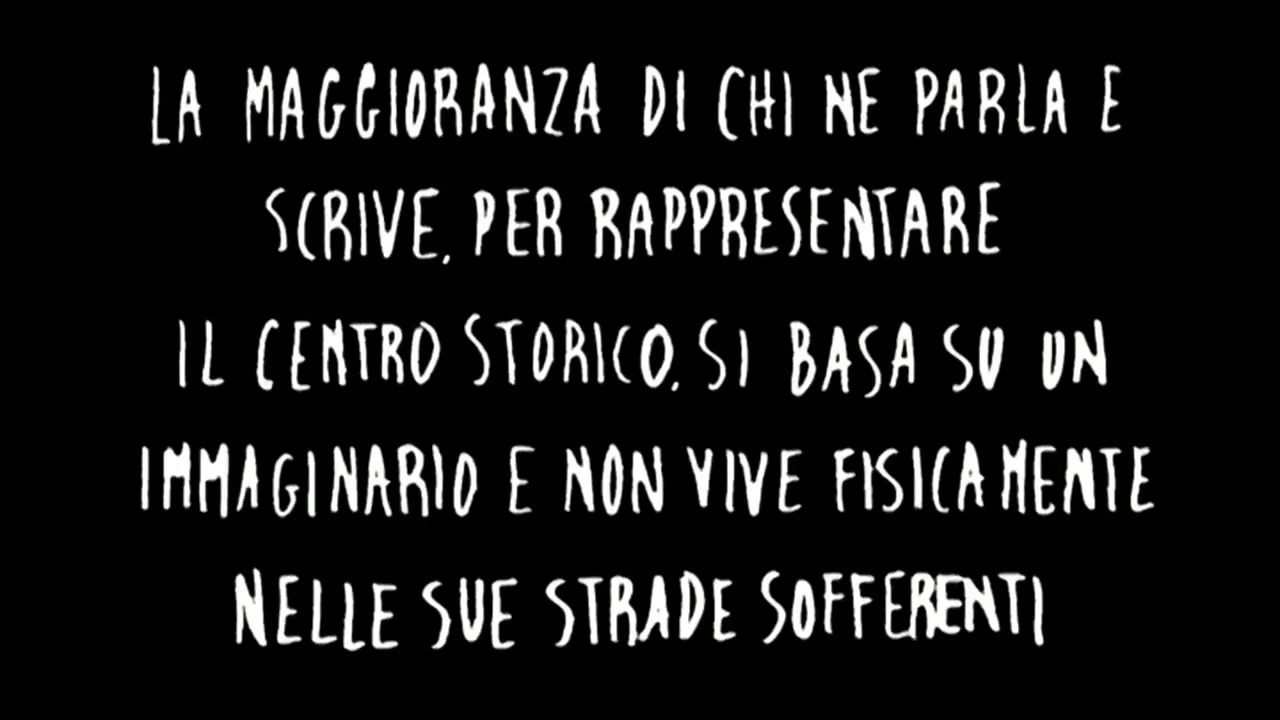 LA MAGGIORANZA DI CHI NE PARLA E
SCRIVE, PER RAPPRESENTARE
IL CENTRO STORICO, SI BASA SU UN
IMMAGINARIO E NON VIVE FISICAMENTE
NELLE SUE STRADE SOFFERENTI